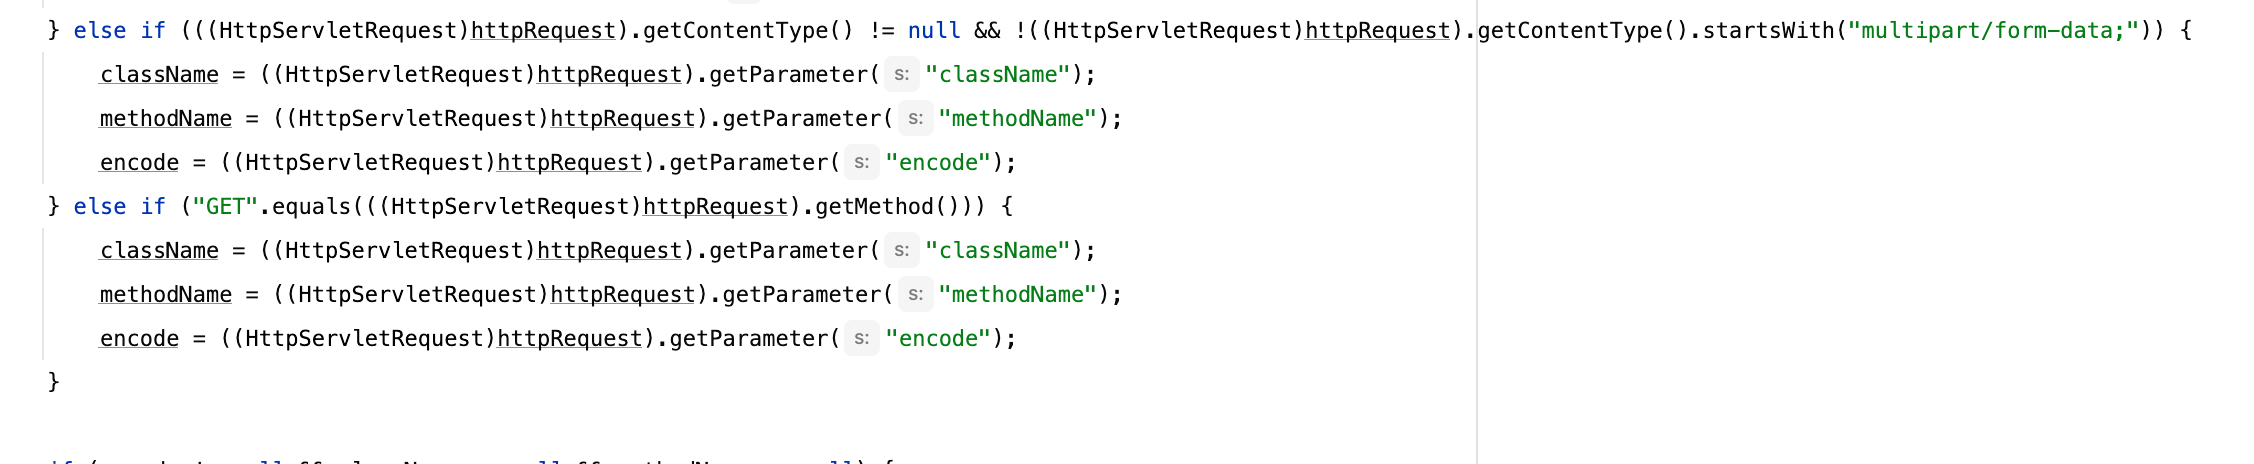 } else if (((HttpServletRequest)httpRequest).getContentType() != null && !((HttpServletRequest)httpRequest).getContentType().startsWith("multipart/form-data;")) {
className = ((HttpServletRequest)httpRequest).getParameter( s: "className");
methodName = ((HttpServletRequest)httpRequest).getParameter( s: "methodName");
encode = ((HttpServletRequest)httpRequest).getParameter( s: "encode");
} else if ("GET".equals(((HttpServletRequest)httpRequest).getMethod())) {
className = ((HttpServletRequest)httpRequest).getParameter( s: "className");
methodName = ((HttpServletRequest)httpRequest).getParameter( s: "methodName");
encode = ((HttpServletRequest)httpRequest).getParameter( s: "encode");
}